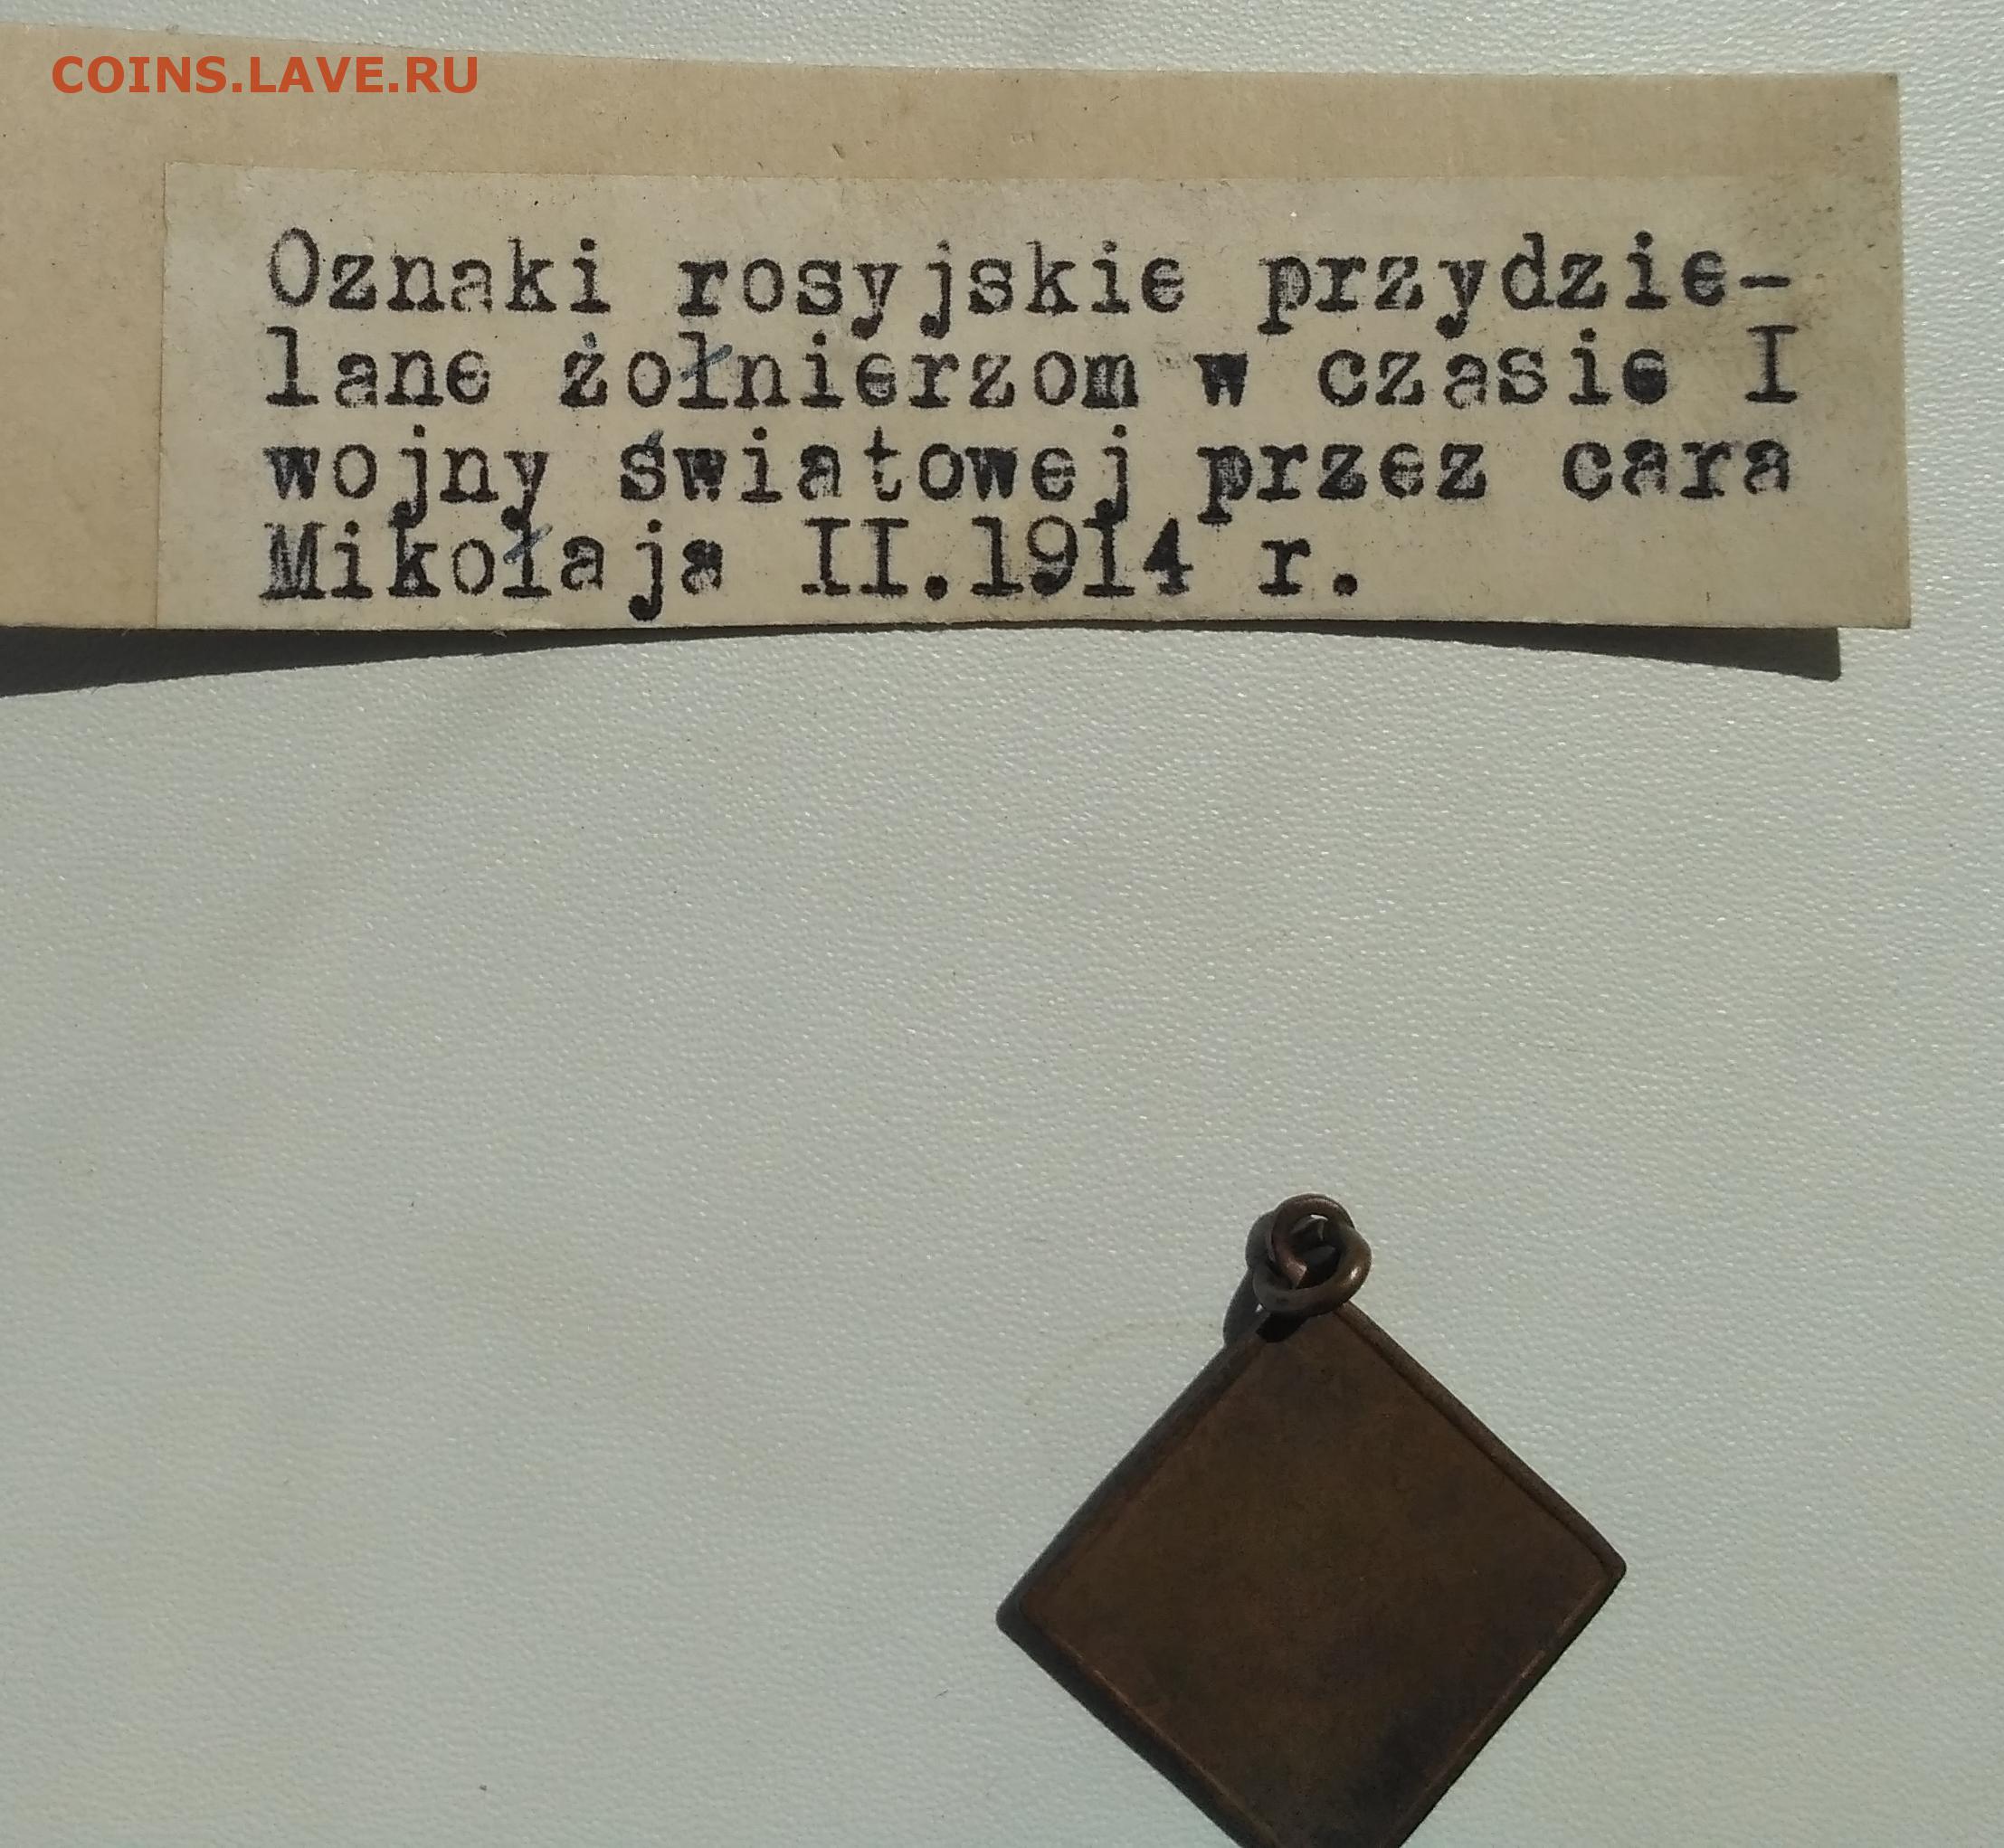 COINS.LAVE.RU
Oznaki rosyjskie przydzie-
lane żołnierzom w czasie I
wojny światowej przez cara
Mikołaja II.1914 r.